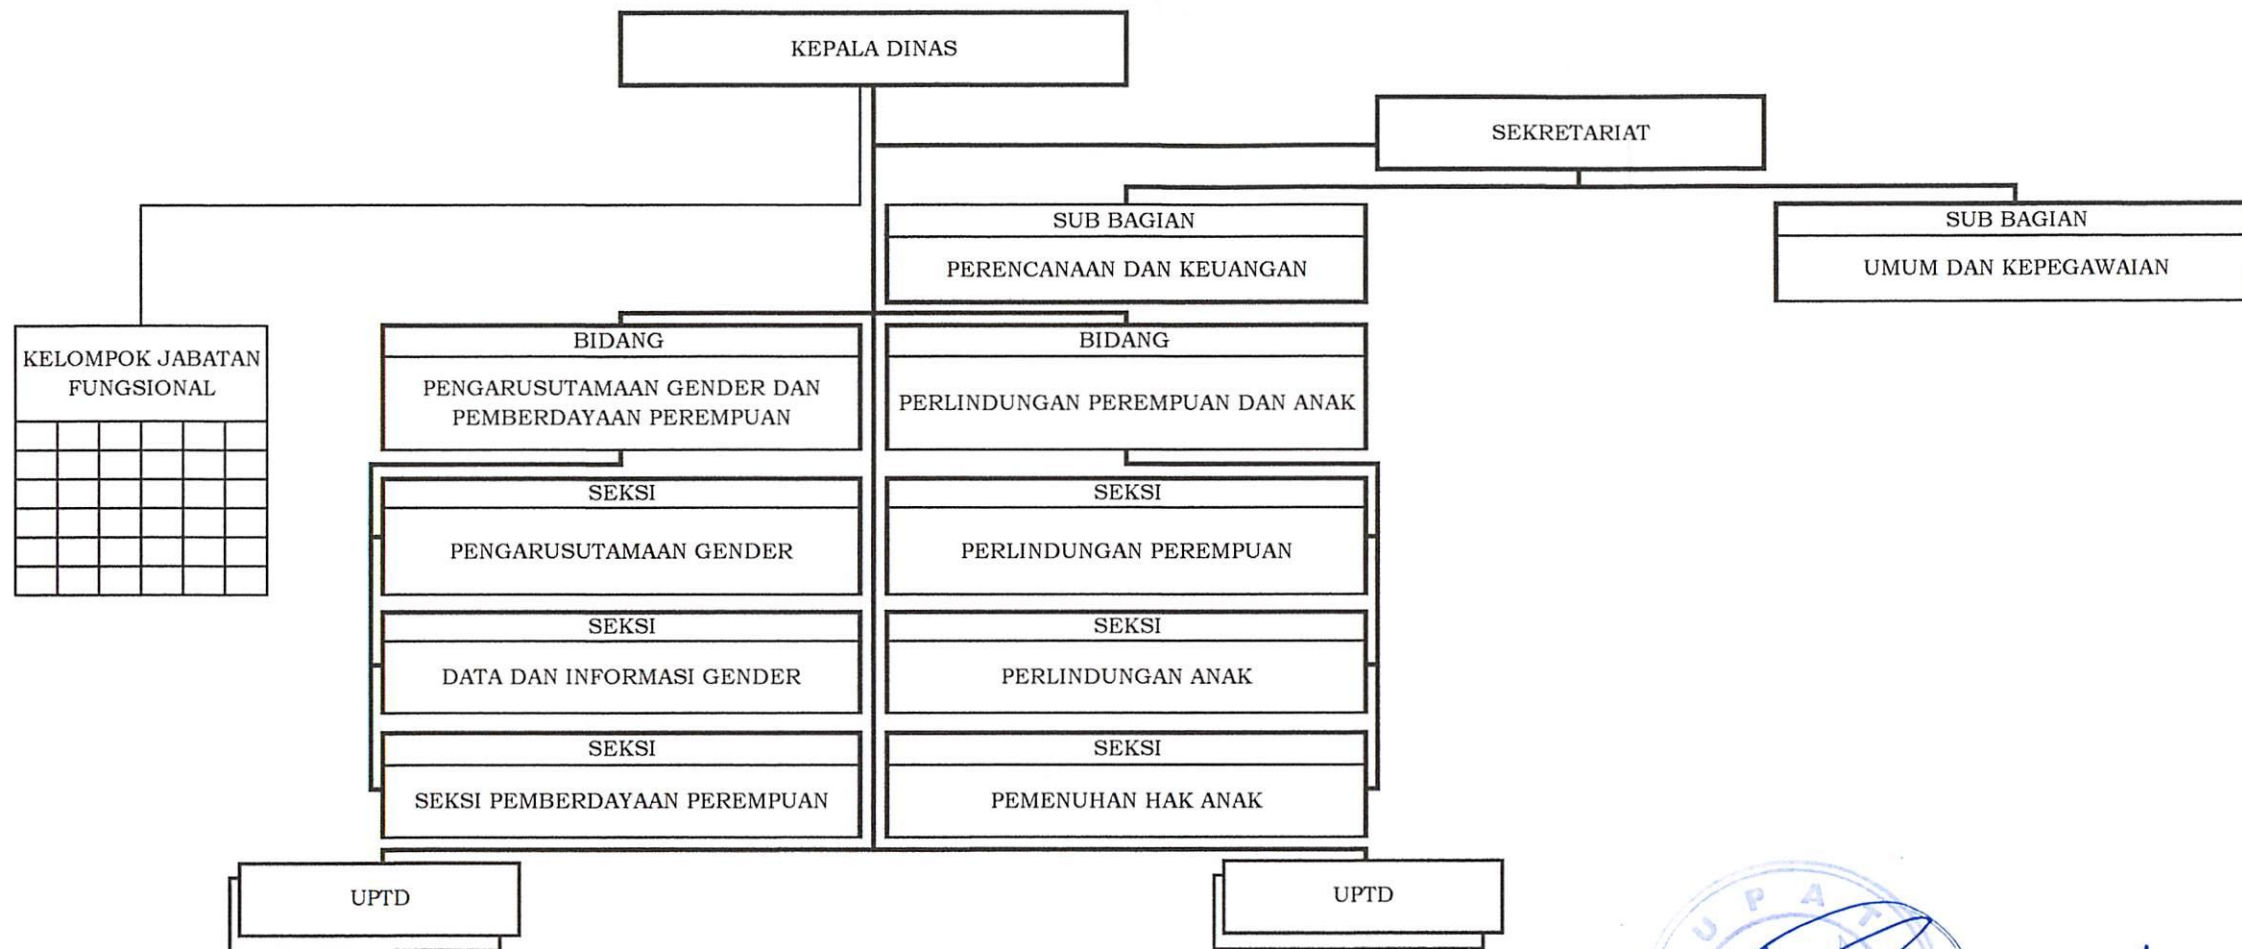 KEPALA DINAS
SEKRETARIAT
SUB BAGIAN
PERENCANAAN DAN KEUANGAN
SUB BAGIAN
UMUM DAN KEPEGAWAIAN
KELOMPOK JABATAN
FUNGSIONAL
BIDANG
PENGARUSUTAMAAN GENDER DAN
PEMBERDAYAAN PEREMPUAN
BIDANG
PERLINDUNGAN PEREMPUAN DAN ANAK
SEKSI
PENGARUSUTAMAAN GENDER
SEKSI
PERLINDUNGAN PEREMPUAN
SEKSI
DATA DAN INFORMASI GENDER
SEKSI
PERLINDUNGAN ANAK
SEKSI
SEKSI PEMBERDAYAAN PEREMPUAN
SEKSI
PEMENUHAN HAK ANAK
UPTD
UPTD